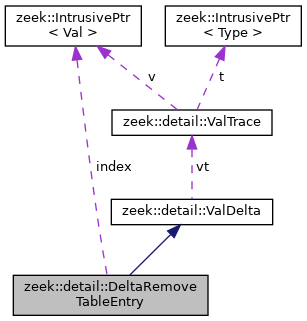 zeek::IntrusivePtr
< Val >
zeek::IntrusivePtr
< Type >
v
t
zeek::detail::ValTrace
index
vt
zeek::detail::ValDelta
zeek::detail::DeltaRemove
TableEntry